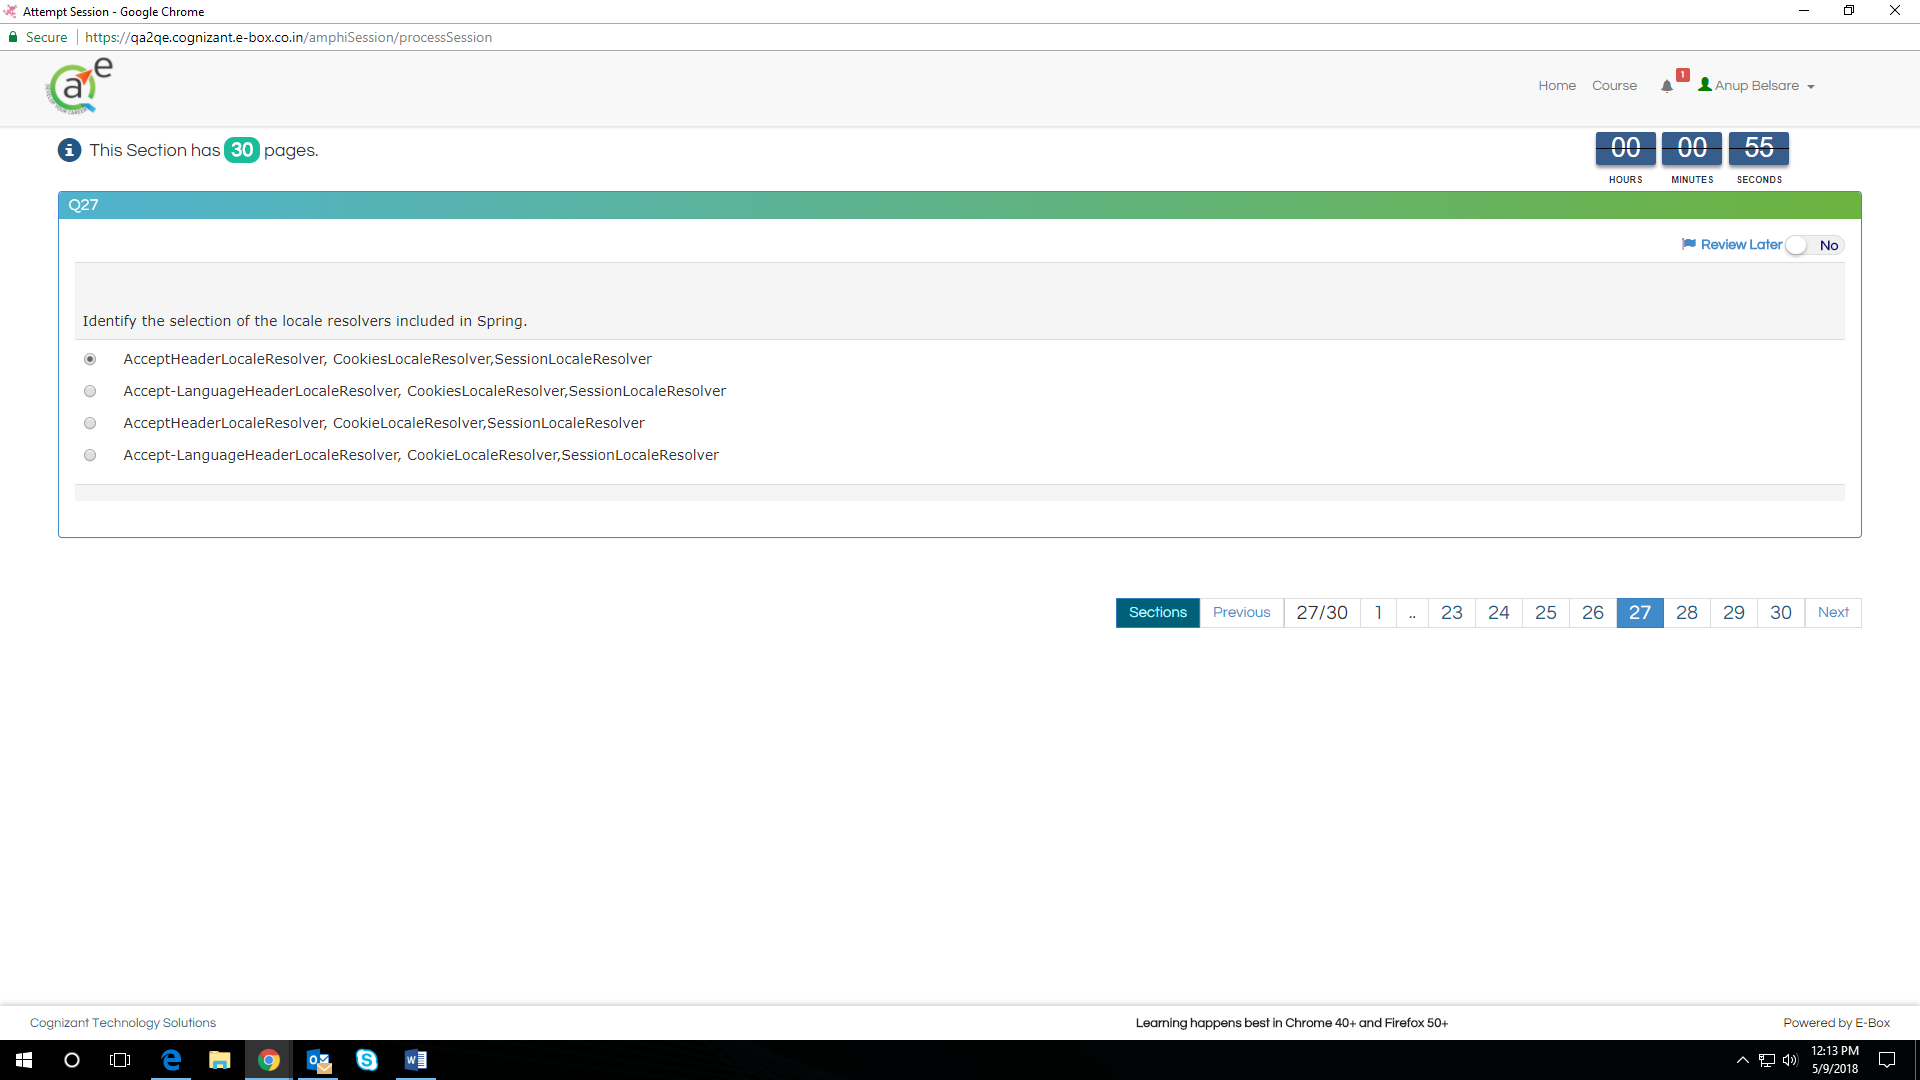 Attempt Session - Google Chrome
Secure https://qa2qe.cognizant.e-box.co.in/amphiSession/processSession
a e
Home Course 1 Anup Belsare
This Section has 30 pages.
00 00 55
HOURS MINUTES SECONDS
Q27
Review Later No
Identify the selection of the locale resolvers included in Spring.
AcceptHeaderLocaleResolver, CookiesLocaleResolver,SessionLocaleResolver
Accept-LanguageHeaderLocaleResolver, CookiesLocaleResolver,SessionLocaleResolver
AcceptHeaderLocaleResolver, CookieLocaleResolver,SessionLocaleResolver
Accept-LanguageHeaderLocaleResolver, CookieLocaleResolver,SessionLocaleResolver
Sections Previous 27/30 1 .. 23 24 25 26 27 28 29 30 Next
Cognizant Technology Solutions Learning happens best in Chrome 40+ and Firefox 50+ Powered by E-Box
12:13 PM
5/9/2018